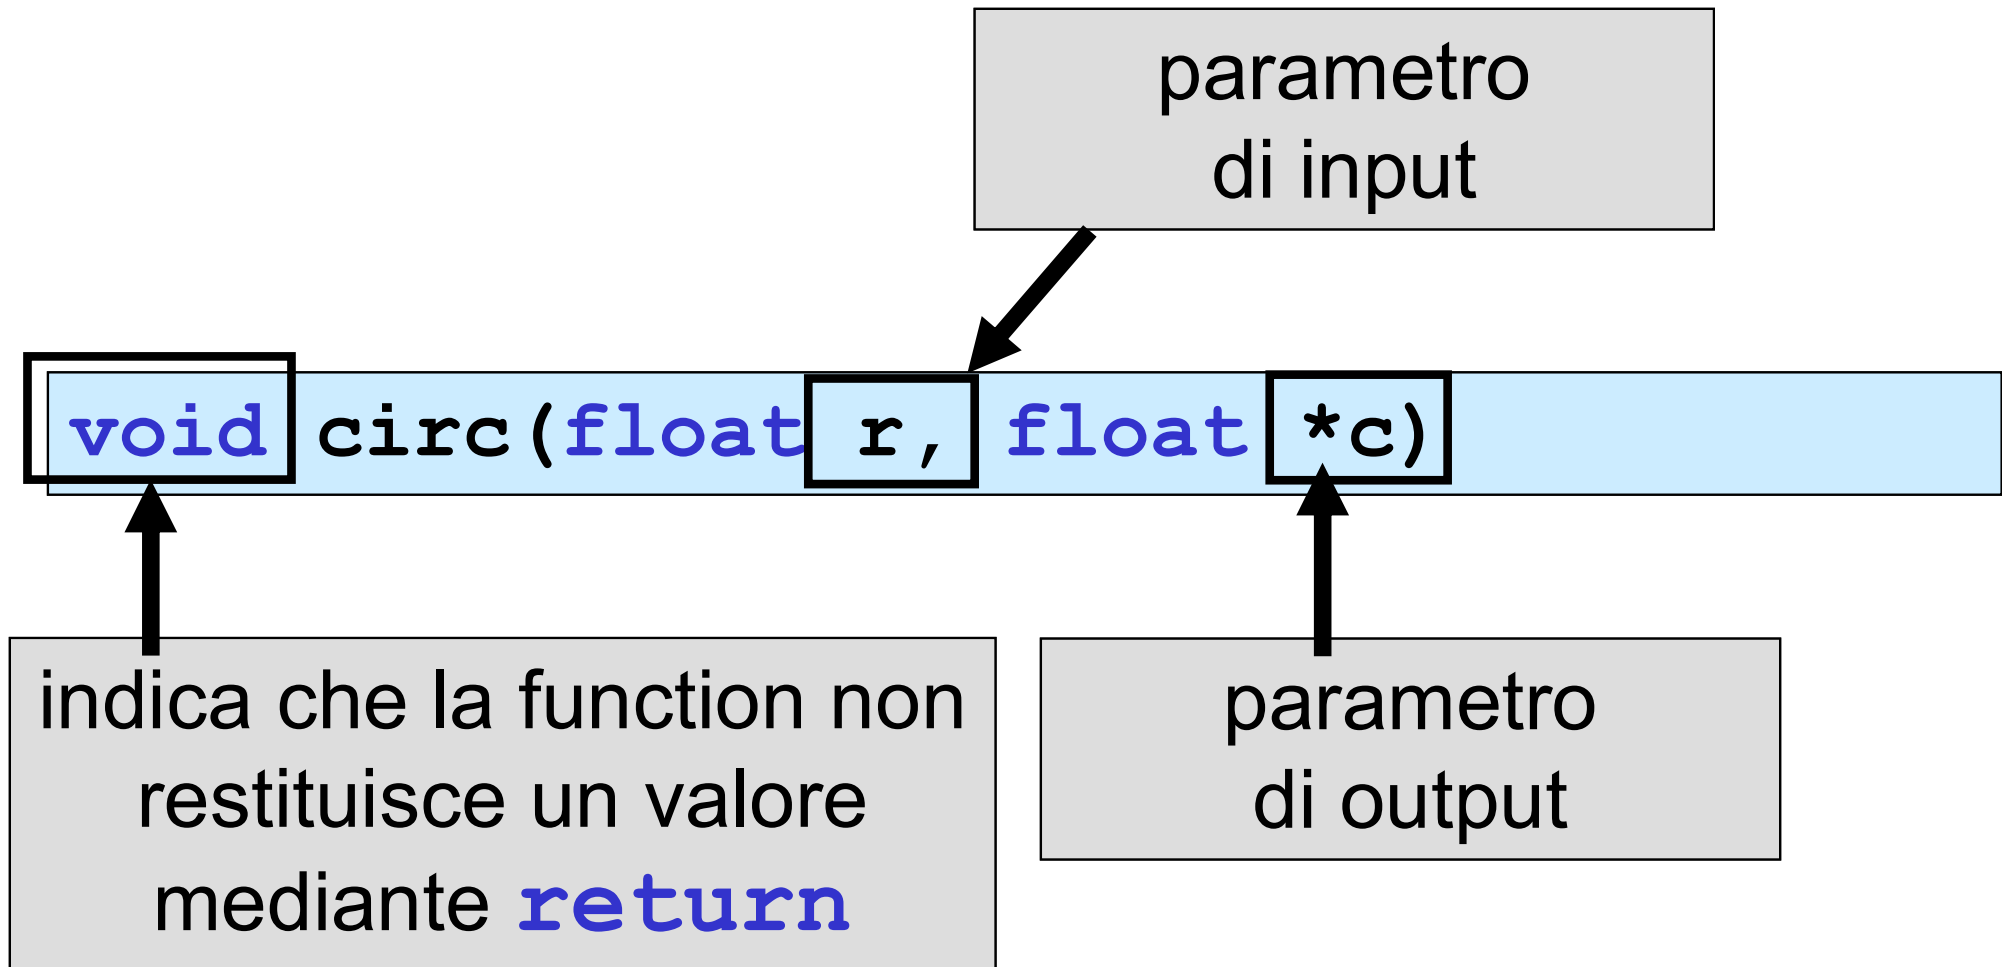 parametro
di input
void circ(float r, float *c)
indica che la function non
restituisce un valore
mediante return
parametro
di output